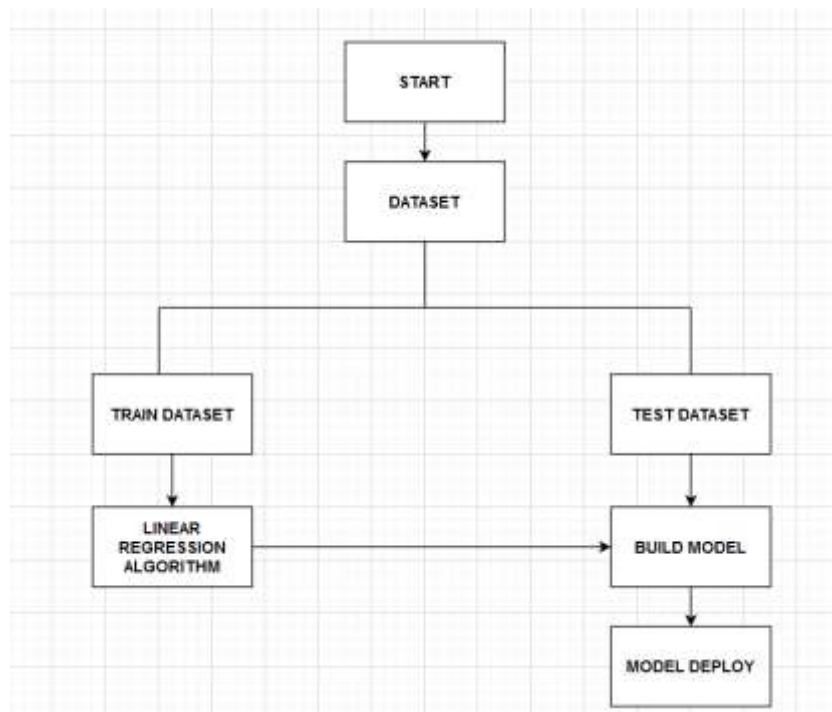 START
DATASET
TRAIN DATASET
TEST DATASET
LINEAR
REGRESSION
ALGORITHM
BUILD MODEL
MODEL DEPLOY